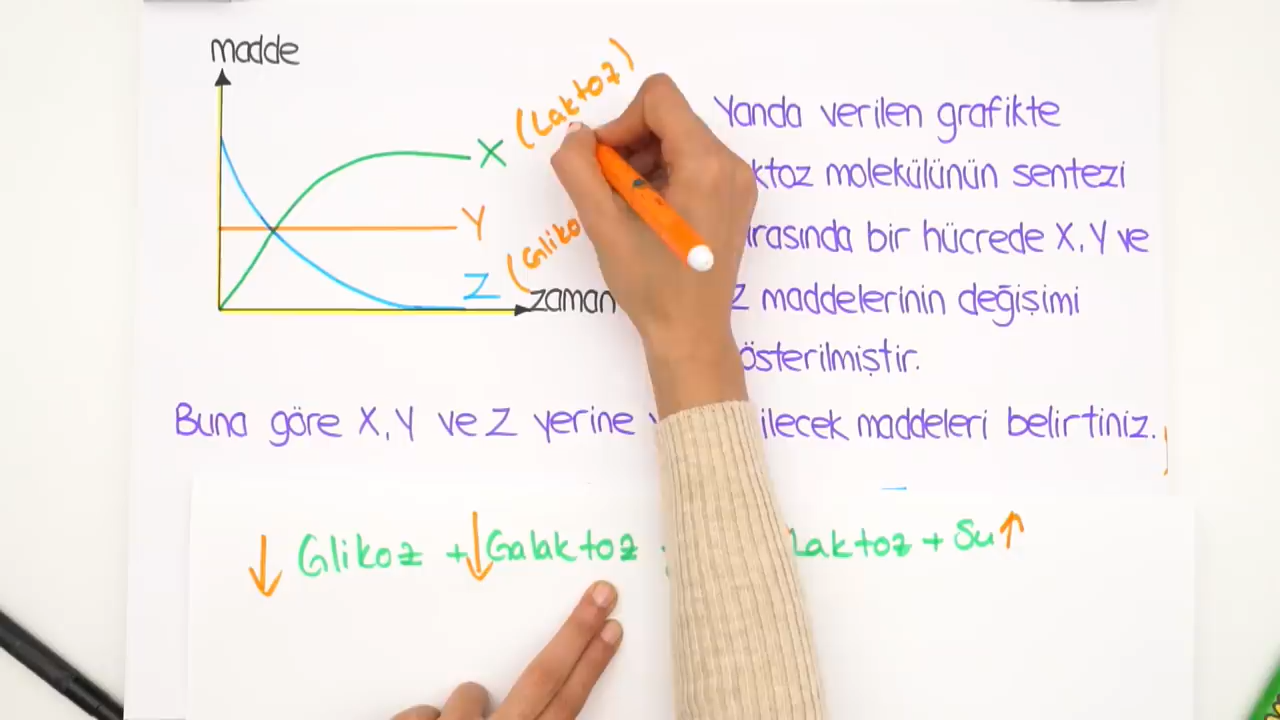 madde
X (Laktoz)
Y
Z (Gliko
zaman
Yanda verilen grafikte
ktoz molekülünün sentezi
rasında bir hücrede X, Y ve
Z maddelerinin değişimi
österilmiştir.
Buna göre X, Y ve Z yerine ilecek maddeleri belirtiniz.
↓ Glikoz + ↓ Galaktoz Laktoz + Su ↑